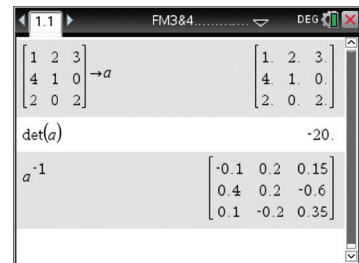 1.1 FM3&4............. DEG
1 2 3 1. 2. 3.
4 1 0 →a 4. 1. 0.
2 0 2 2. 0. 2.
det(a) -20.
a⁻¹ -0.1 0.2 0.15
0.4 0.2 -0.6
0.1 -0.2 0.35